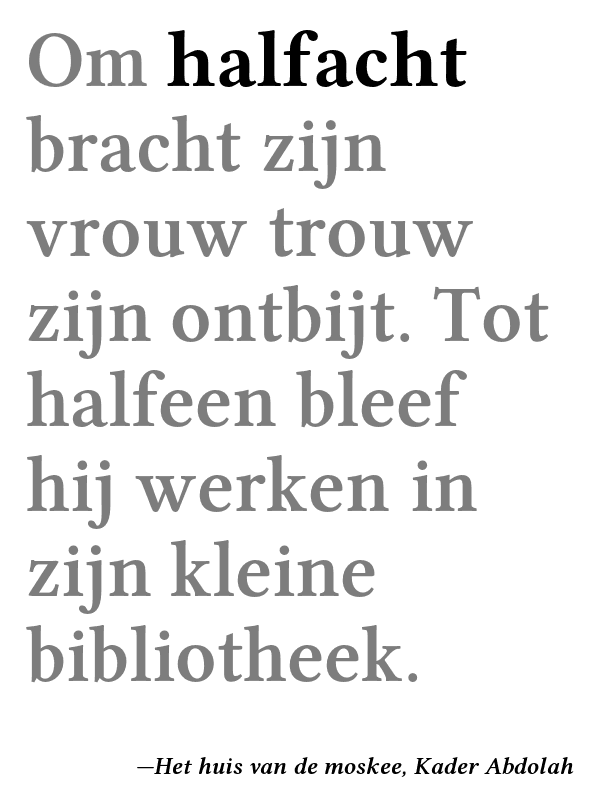 Om halfacht
bracht zijn
vrouw trouw
zijn ontbijt. Tot
halfeen bleef
hij werken in
zijn kleine
bibliotheek.
—Het huis van de moskee, Kader Abdolah